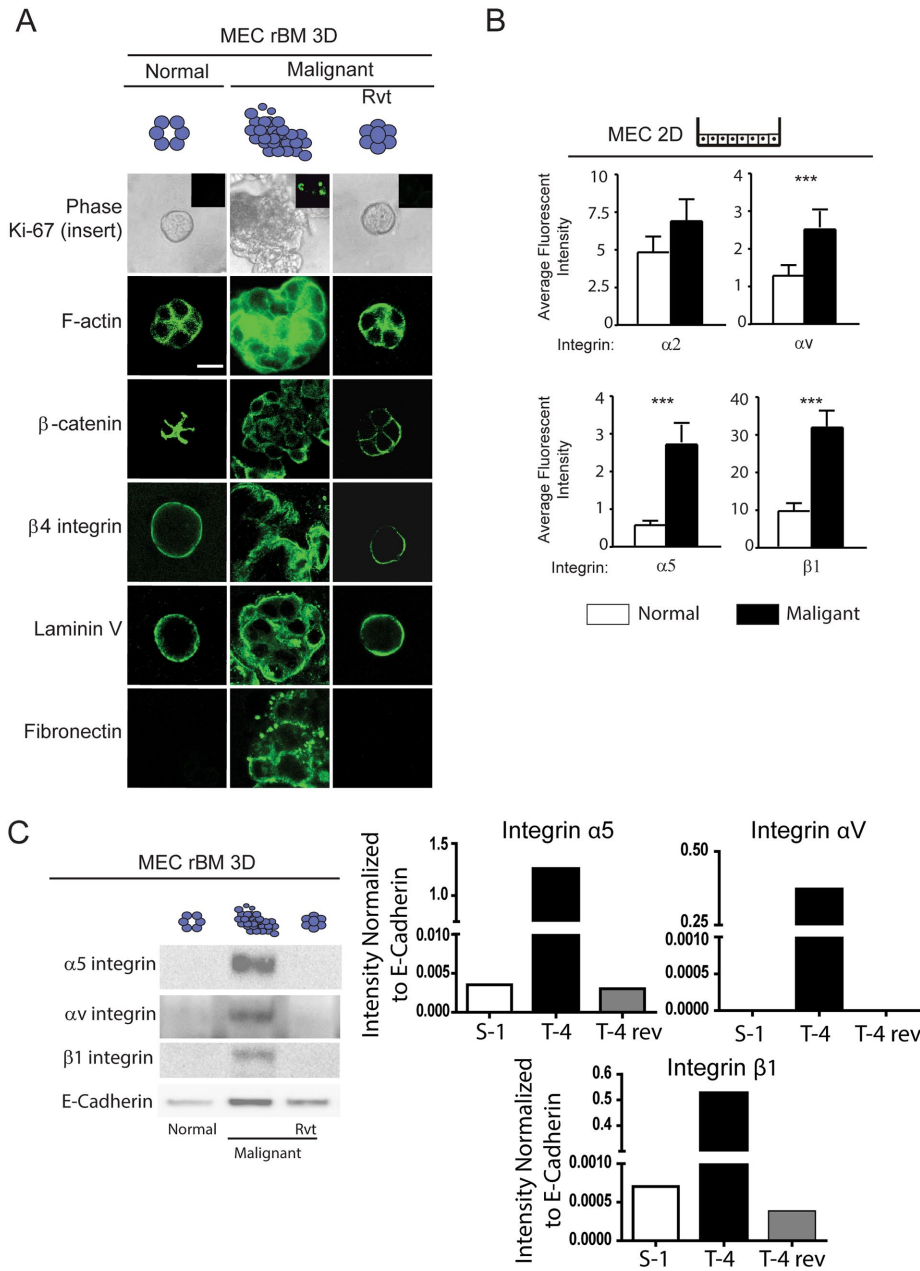 A
MEC rBM 3D
Normal Malignant
Rvt
Phase
Ki-67 (insert)
F-actin
β-catenin
β4 integrin
Laminin V
Fibronectin
B
MEC 2D
Average Fluorescent
Intensity
7.5
5
2.5
0
***
4
3
2
1
0
Integrin: α2 αv
Average Fluorescent
Intensity
4
3
2
1
0
***
40
30
20
10
0
***
Integrin: α5 β1
Normal Maligant
C
MEC rBM 3D
α5 integrin
αv integrin
β1 integrin
E-Cadherin
Normal Rvt
Malignant
Integrin α5
Intensity Normalized
to E-Cadherin
1.5
1.0
0.5
0.010
0.005
0.000
S-1 T-4 T-4 rev
Integrin αV
0.50
0.25
0.0010
0.0005
0.0000
S-1 T-4 T-4 rev
Integrin β1
Intensity Normalized
to E-Cadherin
0.6
0.5
0.4
0.3
0.2
0.0010
0.0005
0.0000
S-1 T-4 T-4 rev